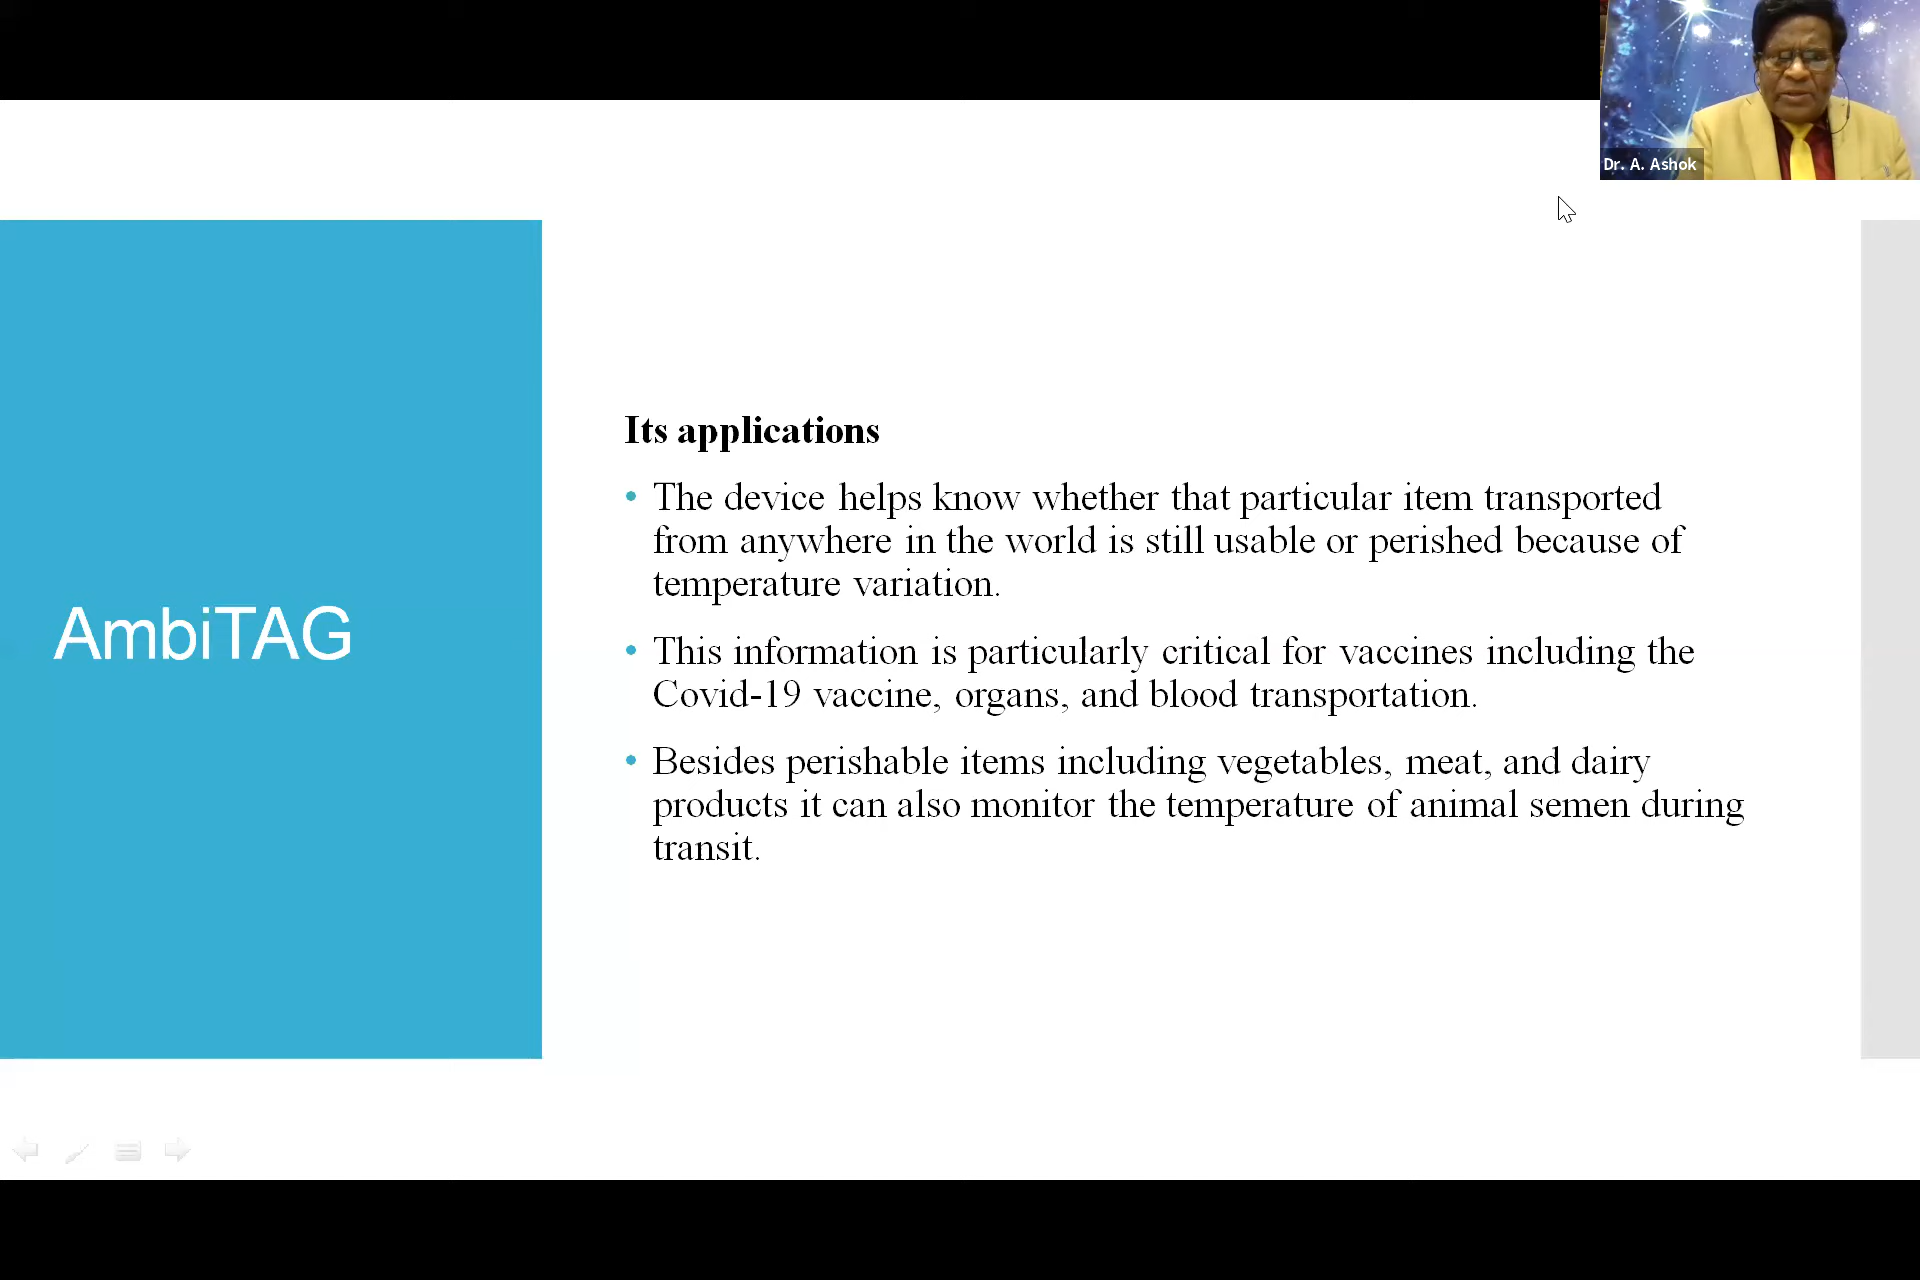 Dr. A. Ashok
AmbiTAG
Its applications
• The device helps know whether that particular item transported
from anywhere in the world is still usable or perished because of
temperature variation.
• This information is particularly critical for vaccines including the
Covid-19 vaccine, organs, and blood transportation.
• Besides perishable items including vegetables, meat, and dairy
products it can also monitor the temperature of animal semen during
transit.